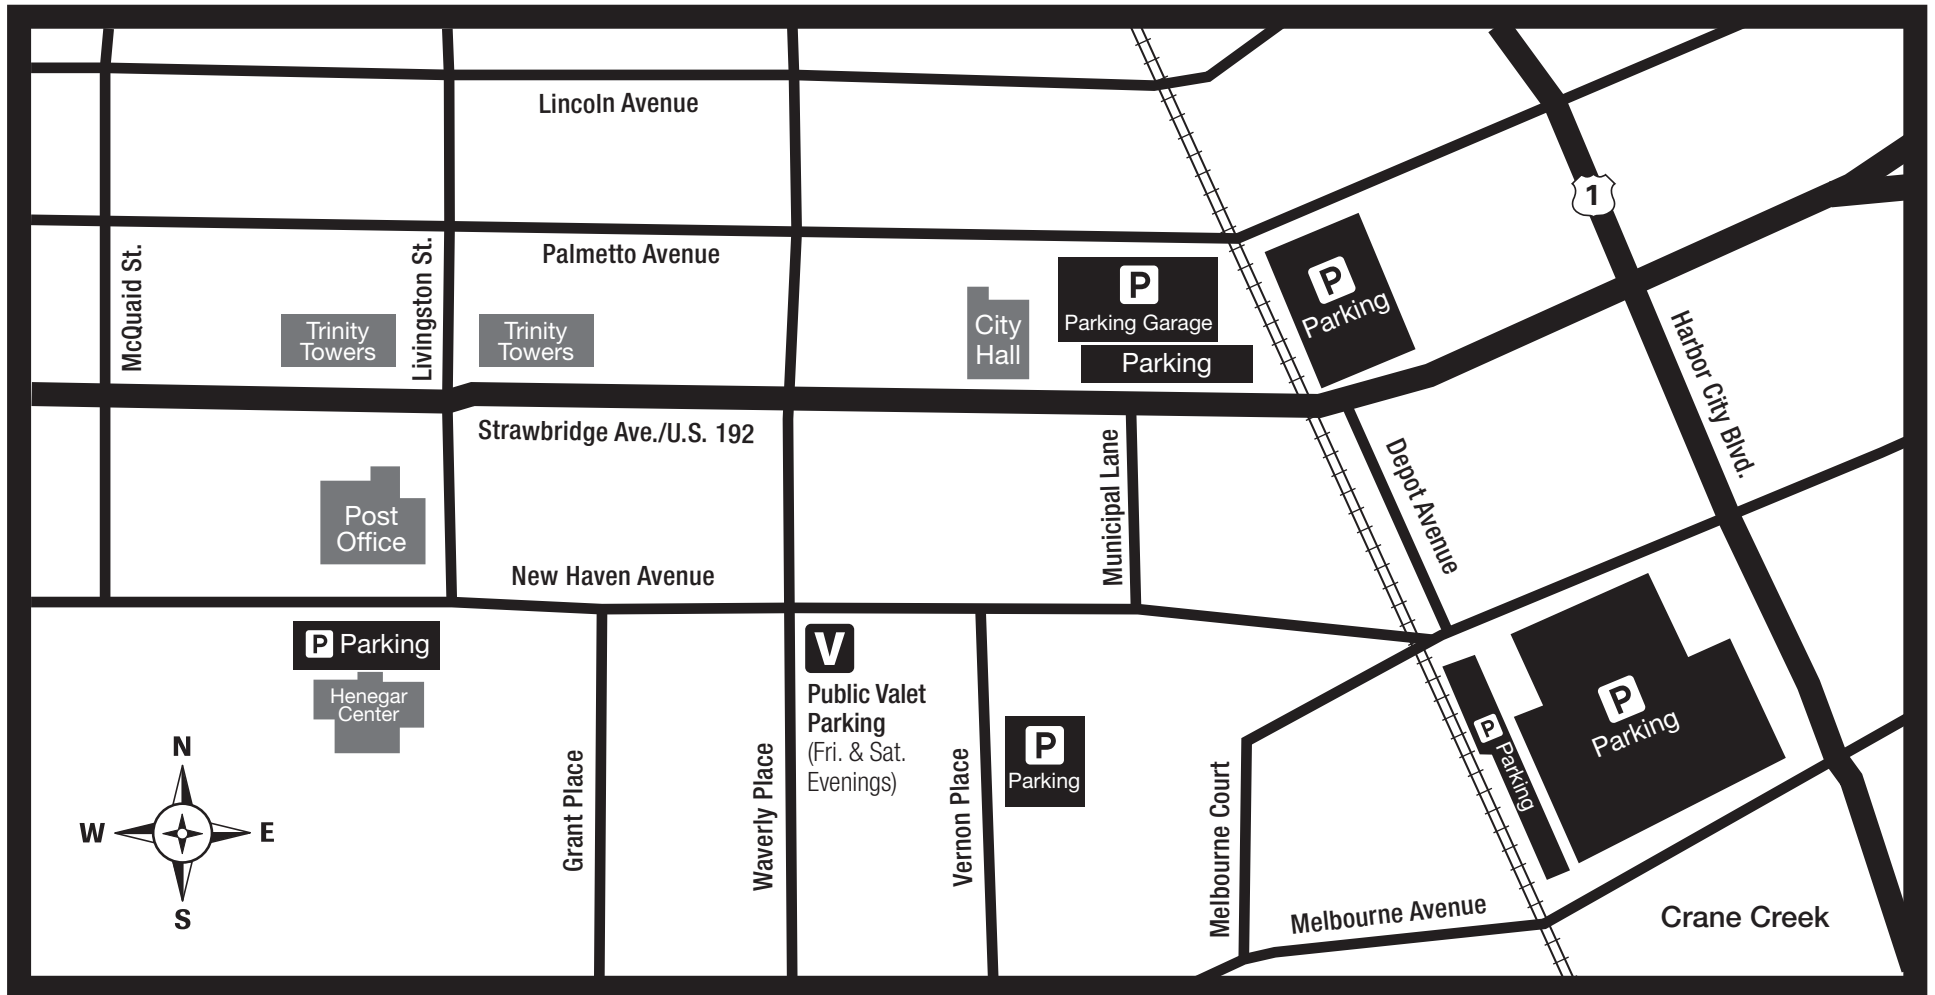 Lincoln Avenue
1
Palmetto Avenue
McQuaid St.
Livingston St.
Trinity
Towers
Trinity
Towers
City
Hall
P
Parking Garage
Parking
P
Parking
Harbor City Blvd.
Strawbridge Ave./U.S. 192
Municipal Lane
Depot Avenue
Post
Office
New Haven Avenue
P Parking
Henegar
Center
V
Public Valet
Parking
(Fri. & Sat.
Evenings)
P
Parking
P
Parking
P
Parking
Grant Place
Waverly Place
Vernon Place
Melbourne Court
Melbourne Avenue
Crane Creek
N
W
E
S